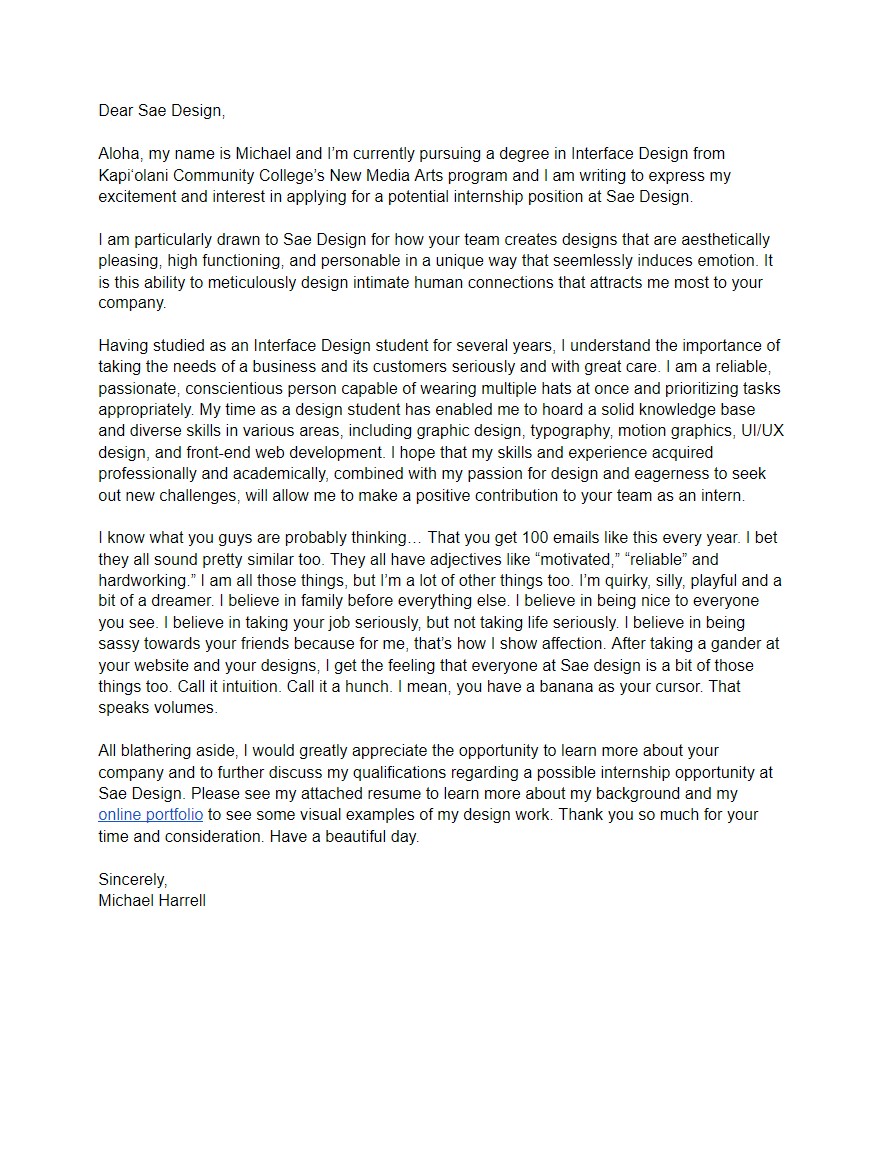 Dear Sae Design,
Aloha, my name is Michael and I’m currently pursuing a degree in Interface Design from
Kapi‘olani Community College’s New Media Arts program and I am writing to express my
excitement and interest in applying for a potential internship position at Sae Design.
I am particularly drawn to Sae Design for how your team creates designs that are aesthetically
pleasing, high functioning, and personable in a unique way that seemlessly induces emotion. It
is this ability to meticulously design intimate human connections that attracts me most to your
company.
Having studied as an Interface Design student for several years, I understand the importance of
taking the needs of a business and its customers seriously and with great care. I am a reliable,
passionate, conscientious person capable of wearing multiple hats at once and prioritizing tasks
appropriately. My time as a design student has enabled me to hoard a solid knowledge base
and diverse skills in various areas, including graphic design, typography, motion graphics, UI/UX
design, and front-end web development. I hope that my skills and experience acquired
professionally and academically, combined with my passion for design and eagerness to seek
out new challenges, will allow me to make a positive contribution to your team as an intern.
I know what you guys are probably thinking… That you get 100 emails like this every year. I bet
they all sound pretty similar too. They all have adjectives like “motivated,” “reliable” and
hardworking.” I am all those things, but I’m a lot of other things too. I’m quirky, silly, playful and a
bit of a dreamer. I believe in family before everything else. I believe in being nice to everyone
you see. I believe in taking your job seriously, but not taking life seriously. I believe in being
sassy towards your friends because for me, that’s how I show affection. After taking a gander at
your website and your designs, I get the feeling that everyone at Sae design is a bit of those
things too. Call it intuition. Call it a hunch. I mean, you have a banana as your cursor. That
speaks volumes.
All blathering aside, I would greatly appreciate the opportunity to learn more about your
company and to further discuss my qualifications regarding a possible internship opportunity at
Sae Design. Please see my attached resume to learn more about my background and my
online portfolio to see some visual examples of my design work. Thank you so much for your
time and consideration. Have a beautiful day.
Sincerely,
Michael Harrell